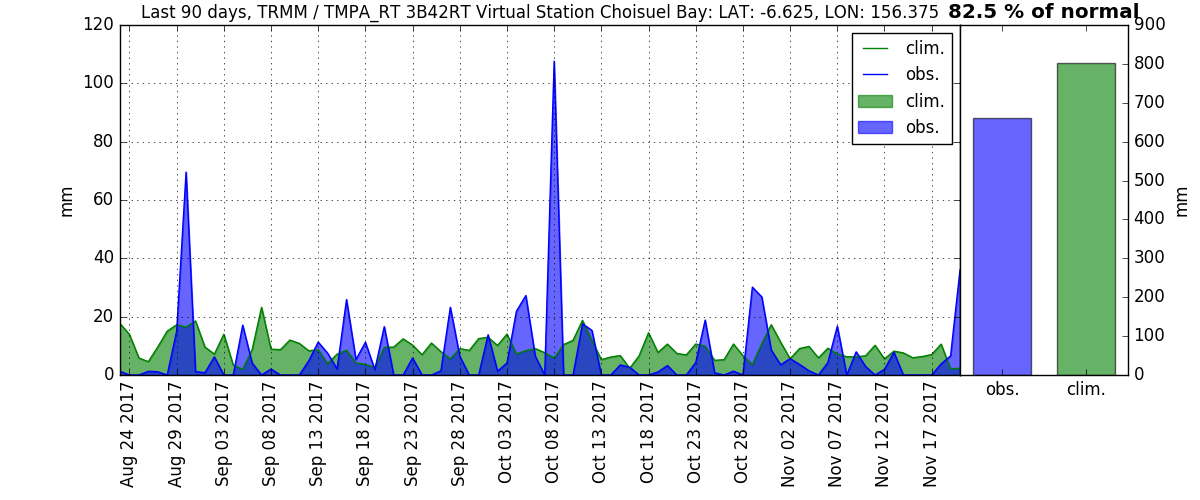 Last 90 days, TRMM / TMPA_RT 3B42RT Virtual Station Choisuel Bay: LAT: -6.625, LON: 156.375
82.5 % of normal
120
100
80
60
40
20
0
mm
clim.
obs.
clim.
obs.
900
800
700
600
500
400
300
200
100
0
mm
Aug 24 2017
Aug 29 2017
Sep 03 2017
Sep 08 2017
Sep 13 2017
Sep 18 2017
Sep 23 2017
Sep 28 2017
Oct 03 2017
Oct 08 2017
Oct 13 2017
Oct 18 2017
Oct 23 2017
Oct 28 2017
Nov 02 2017
Nov 07 2017
Nov 12 2017
Nov 17 2017
obs.
clim.